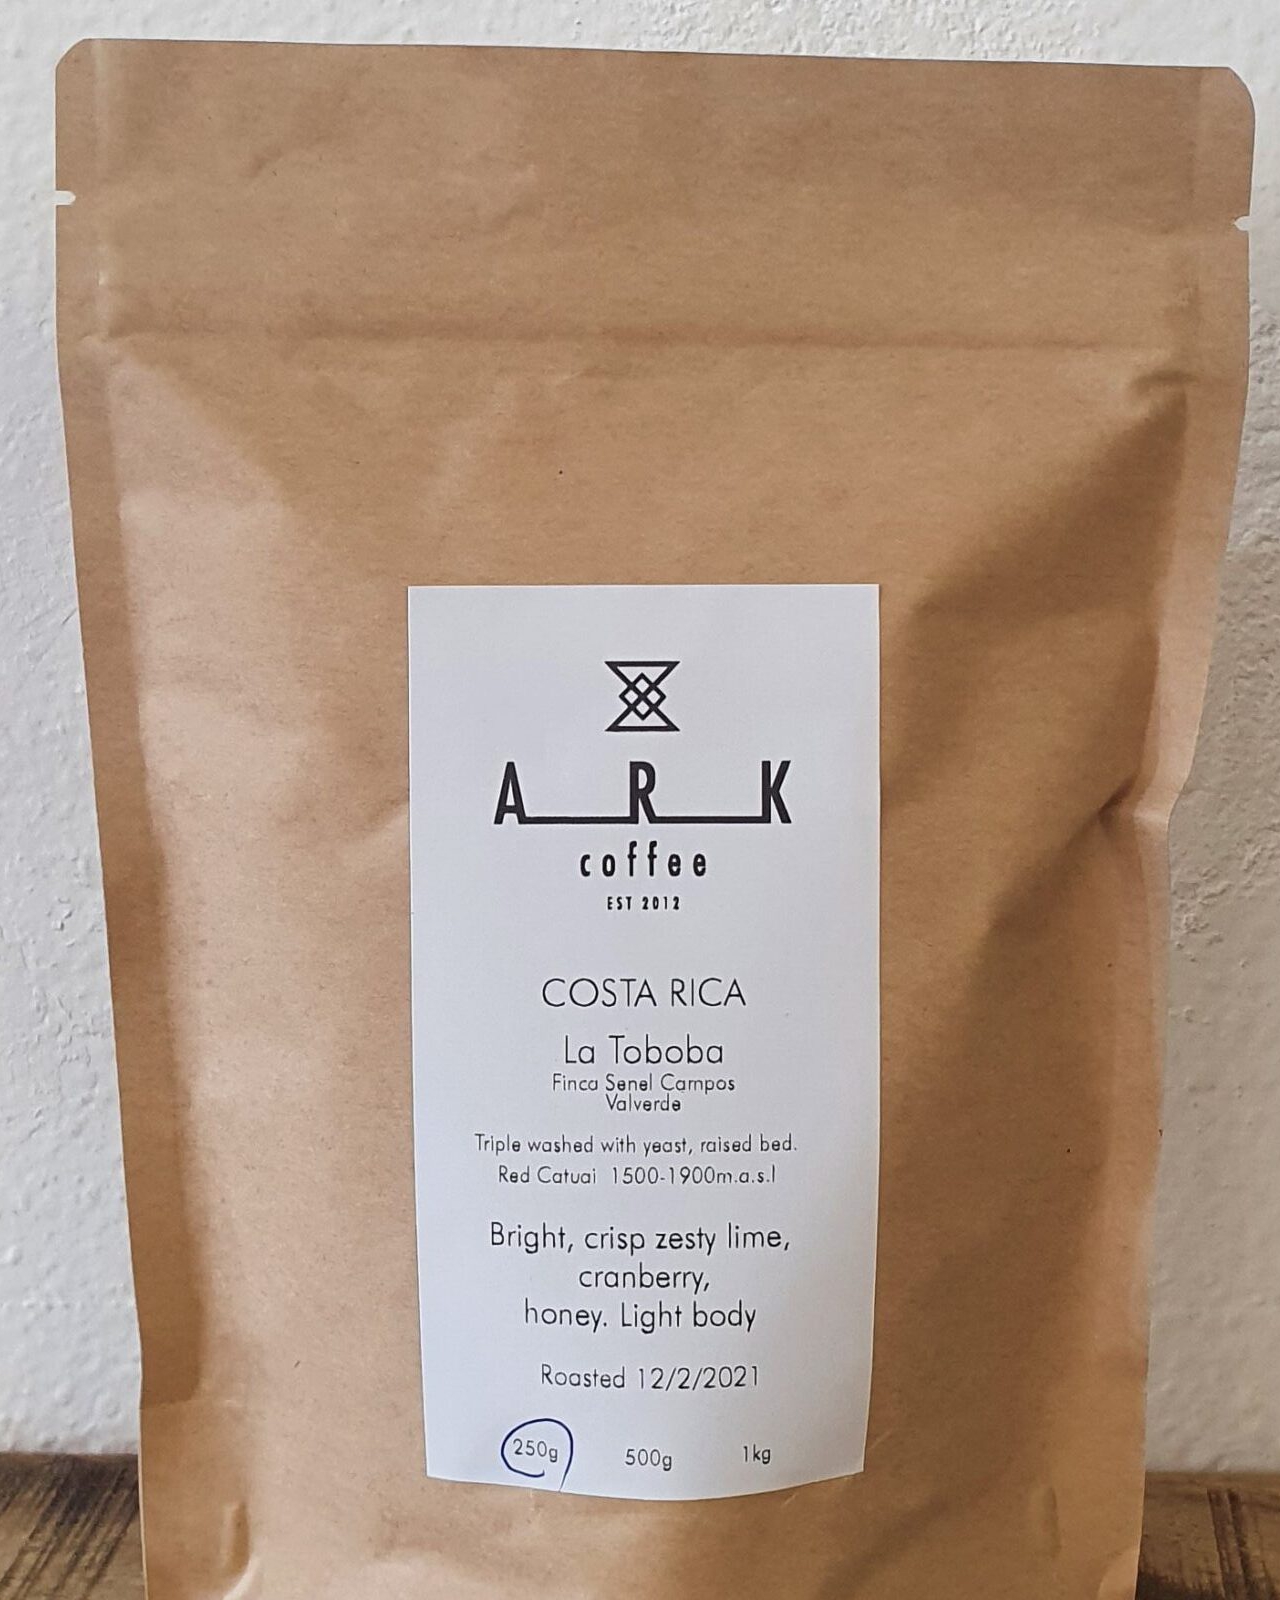 ARK
coffee
EST 2012
COSTA RICA
La Toboba
Finca Senel Campos
Valverde
Triple washed with yeast, raised bed.
Red Catuai 1500-1900m.a.s.l
Bright, crisp zesty lime,
cranberry,
honey. Light body
Roasted 12/2/2021
250g 500g 1kg